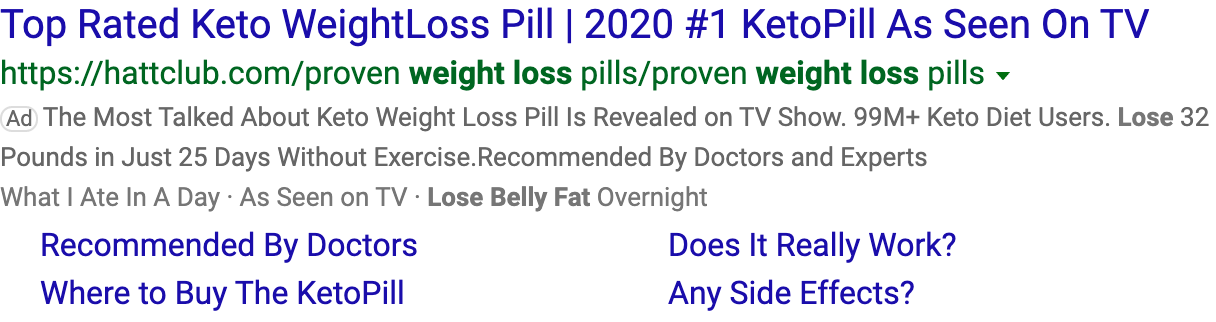 Top Rated Keto WeightLoss Pill | 2020 #1 KetoPill As Seen On TV
https://hattclub.com/proven weight loss pills/proven weight loss pills
Ad The Most Talked About Keto Weight Loss Pill Is Revealed on TV Show. 99M+ Keto Diet Users. Lose 32
Pounds in Just 25 Days Without Exercise.Recommended By Doctors and Experts
What I Ate In A Day · As Seen on TV · Lose Belly Fat Overnight
Recommended By Doctors Does It Really Work?
Where to Buy The KetoPill Any Side Effects?